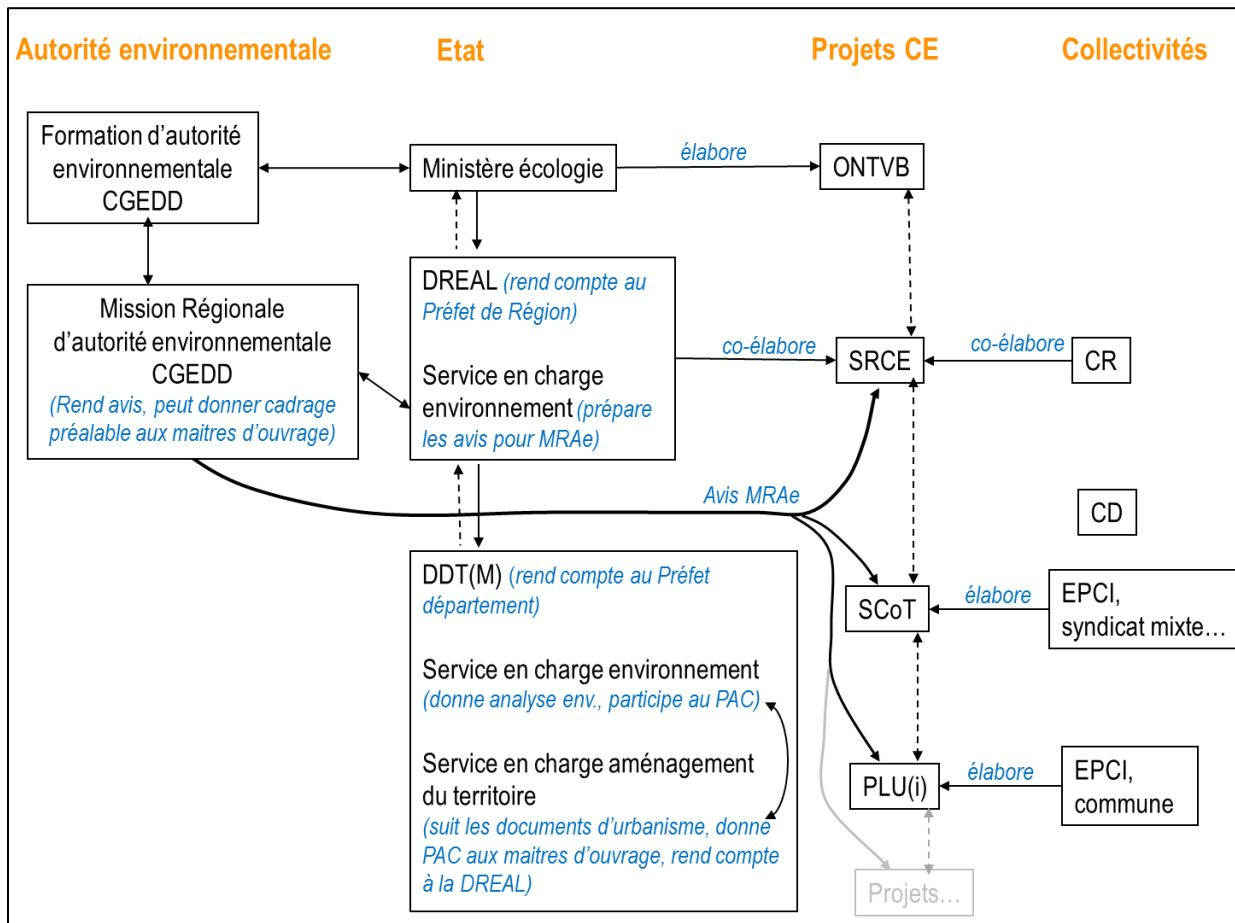 Autorité environnementale
Etat
Projets CE
Collectivités
Formation d'autorité
environnementale
CGEDD
Ministère écologie
élabore
ONTVB
Mission Régionale
d'autorité environnementale
CGEDD
(Rend avis, peut donner cadrage
préalable aux maitres d'ouvrage)
DREAL (rend compte au
Préfet de Région)
Service en charge
environnement (prépare
les avis pour MRAe)
co-élabore
SRCE
co-élabore
CR
Avis MRAe
CD
DDT(M) (rend compte au Préfet
département)
Service en charge environnement
(donne analyse env., participe au PAC)
Service en charge aménagement
du territoire
(suit les documents d'urbanisme, donne
PAC aux maitres d'ouvrage, rend compte
à la DREAL)
SCoT
élabore
EPCI,
syndicat mixte…
PLU(i)
élabore
EPCI,
commune
Projets…